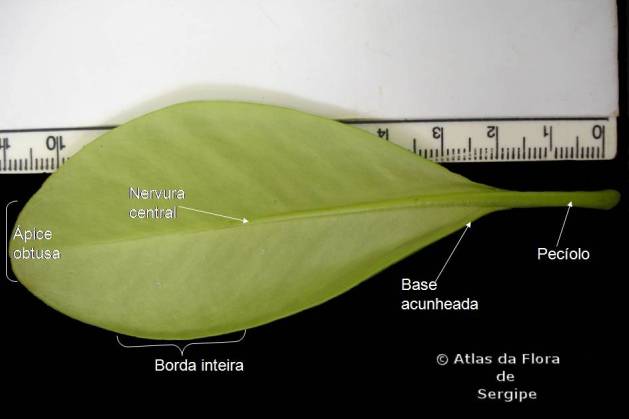 10
4
3
2
1
0
Nervura
central
Ápice
obtusa
Pecíolo
Base
acunheada
Borda inteira
© Atlas da Flora
de
Sergipe